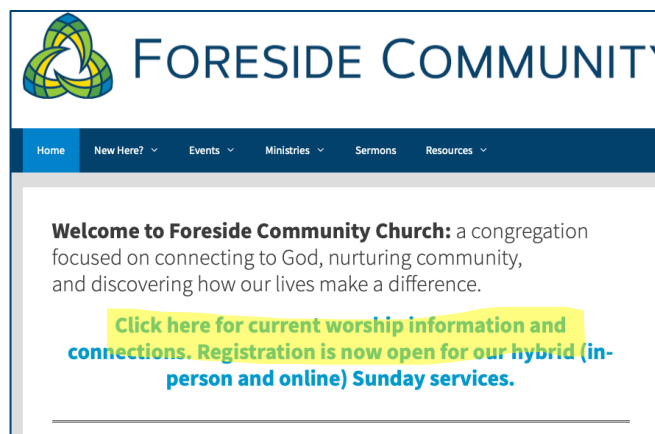 FORESIDE COMMUNITY
Home New Here? Events Ministries Sermons Resources
Welcome to Foreside Community Church: a congregation
focused on connecting to God, nurturing community,
and discovering how our lives make a difference.
Click here for current worship information and
connections. Registration is now open for our hybrid (in-
person and online) Sunday services.